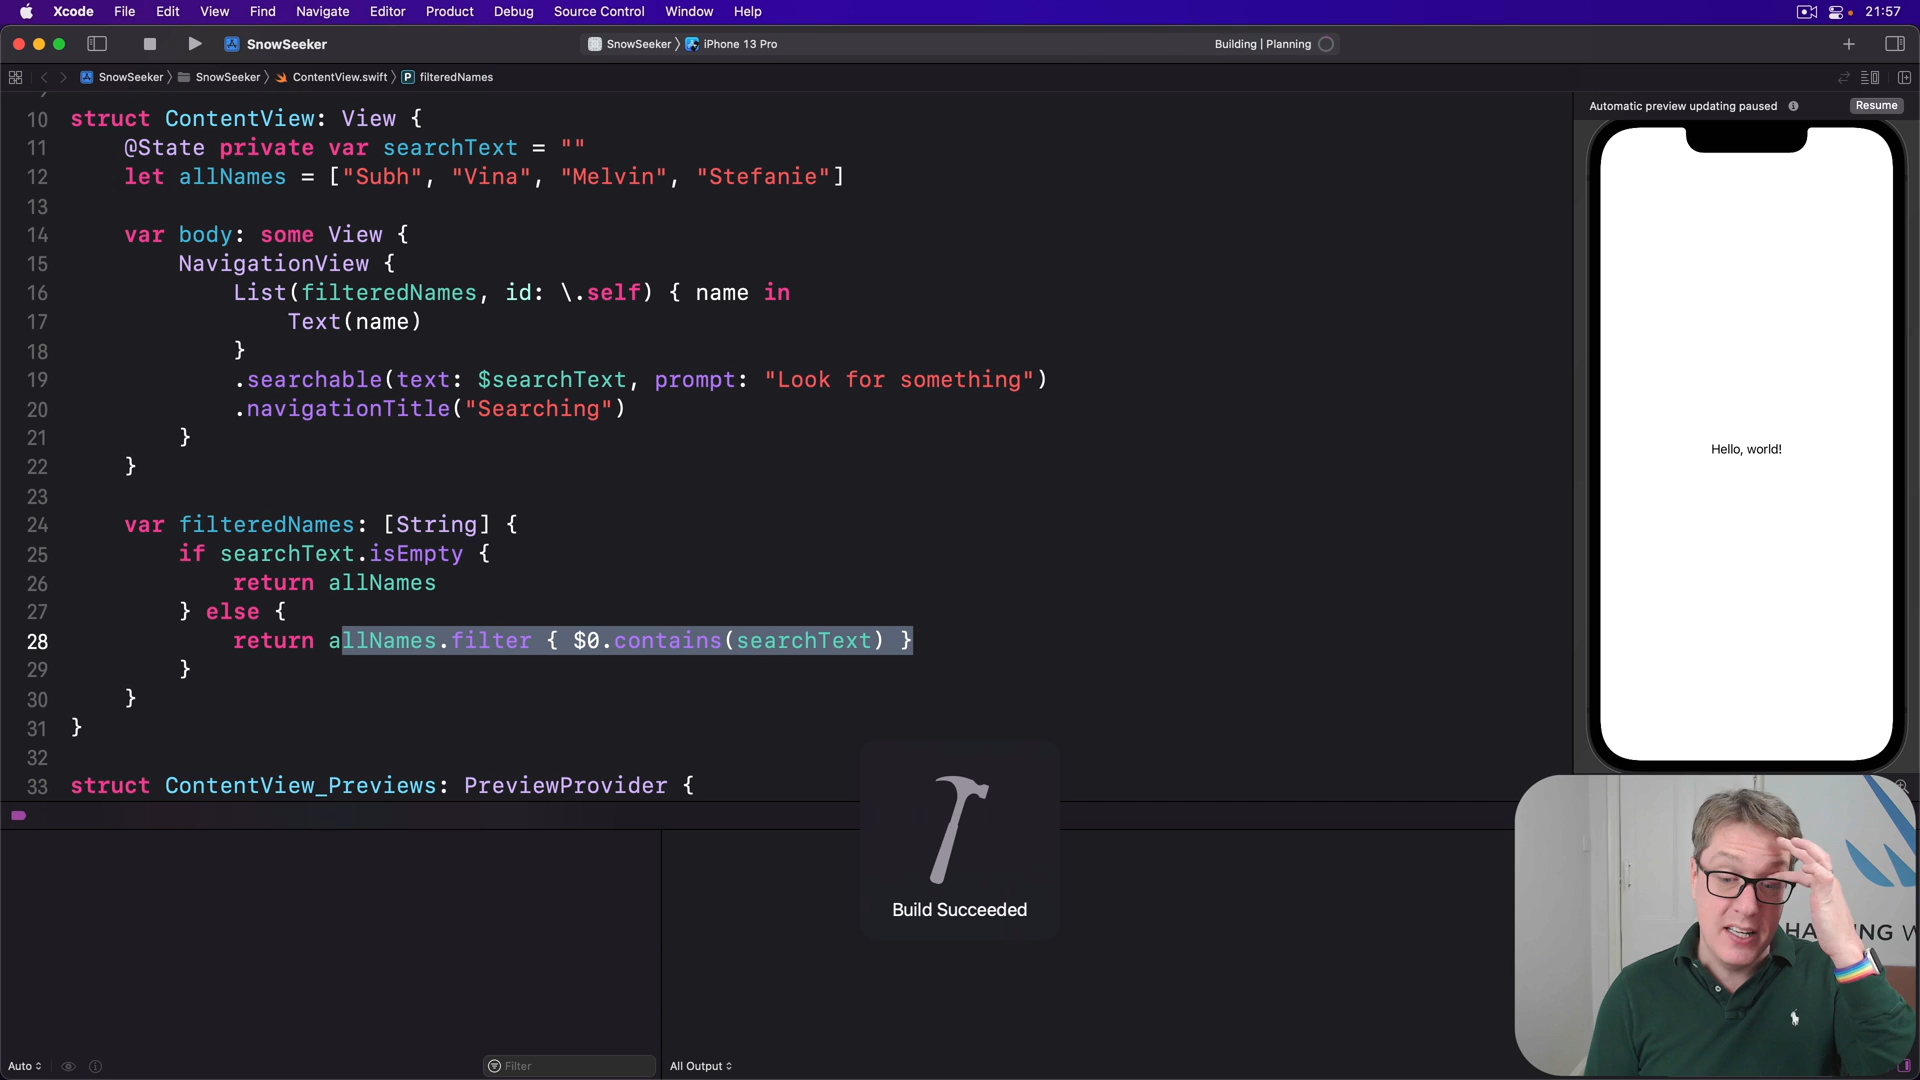 Xcode File Edit View Find Navigate Editor Product Debug Source Control Window Help 21:57
SnowSeeker SnowSeeker iPhone 13 Pro Building | Planning
SnowSeeker SnowSeeker ContentView.swift P filteredNames
Automatic preview updating paused Resume
10 struct ContentView: View {
11 @State private var searchText = ""
12 let allNames = ["Subh", "Vina", "Melvin", "Stefanie"]
13
14 var body: some View {
15 NavigationView {
16 List(filteredNames, id: \.self) { name in
17 Text(name)
18 }
19 .searchable(text: $searchText, prompt: "Look for something")
20 .navigationTitle("Searching")
21 }
22 }
23
24 var filteredNames: [String] {
25 if searchText.isEmpty {
26 return allNames
27 } else {
28 return allNames.filter { $0.contains(searchText) }
29 }
30 }
31 }
32
33 struct ContentView_Previews: PreviewProvider {
Hello, world!
Build Succeeded
Auto Filter All Output